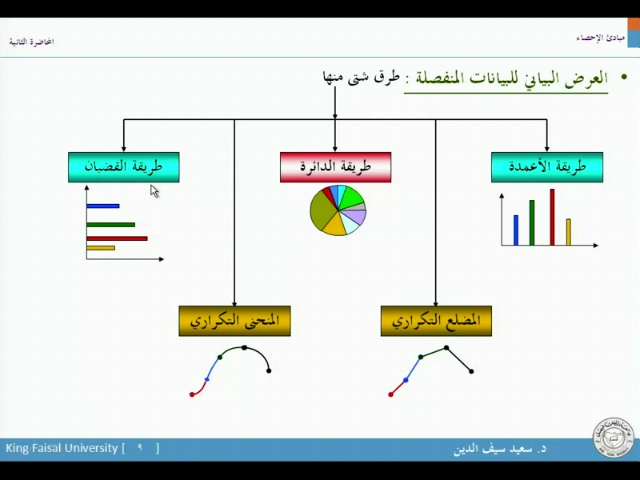 مبادئ الإحصاء
المحاضرة الثانية
• العرض البياني للبيانات المنفصلة : طرق شتى منها
طريقة الأعمدة
طريقة الدائرة
طريقة القضبان
المضلع التكراري
المنحنى التكراري
د. سعيد سيف الدين
King Faisal University [ ٩ ]